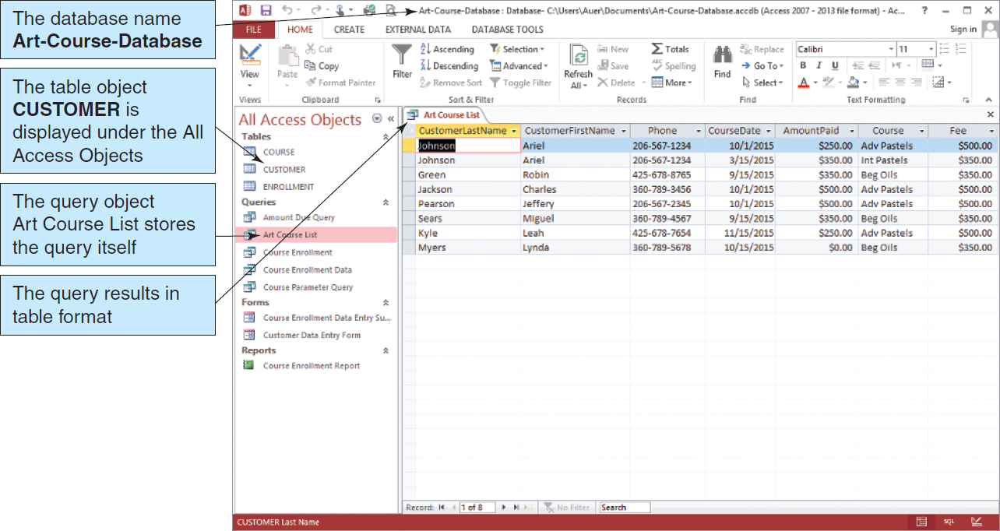 The database name
Art-Course-Database
The table object
CUSTOMER is
displayed under the All
Access Objects
The query object
Art Course List stores
the query itself
The query results in
table format
Art-Course-Database : Database- C:\Users\Auer\Documents\Art-Course-Database.accdb (Access 2007 - 2013 file format) - Ac... ?
FILE HOME CREATE EXTERNAL DATA DATABASE TOOLS Sign in
View
Views
Paste
Cut
Copy
Format Painter
Clipboard
Filter
Ascending
Descending
Remove Sort
Selection
Advanced
Toggle Filter
Sort & Filter
Refresh
All
New
Save
Delete
Totals
Spelling
More
Records
Find
Replace
Go To
Select
Find
Calibri 11
B I U
A
Text Formatting
All Access Objects
Tables
COURSE
CUSTOMER
ENROLLMENT
Queries
Amount Due Query
Art Course List
Course Enrollment
Course Enrollment Data
Course Parameter Query
Forms
Course Enrollment Data Entry Su...
Customer Data Entry Form
Reports
Course Enrollment Report
Art Course List
CustomerLastName CustomerFirstName Phone CourseDate AmountPaid Course Fee
Johnson Ariel 206-567-1234 10/1/2015 $250.00 Adv Pastels $500.00
Johnson Ariel 206-567-1234 3/15/2015 $350.00 Int Pastels $350.00
Green Robin 425-678-8765 9/15/2015 $350.00 Beg Oils $350.00
Jackson Charles 360-789-3456 10/1/2015 $500.00 Adv Pastels $500.00
Pearson Jeffery 206-567-2345 10/1/2015 $500.00 Adv Pastels $500.00
Sears Miguel 360-789-4567 9/15/2015 $350.00 Beg Oils $350.00
Kyle Leah 425-678-7654 11/15/2015 $250.00 Adv Pastels $500.00
Myers Lynda 360-789-5678 10/15/2015 $0.00 Beg Oils $350.00
Record: 1 of 8 No Filter Search
CUSTOMER Last Name SQL